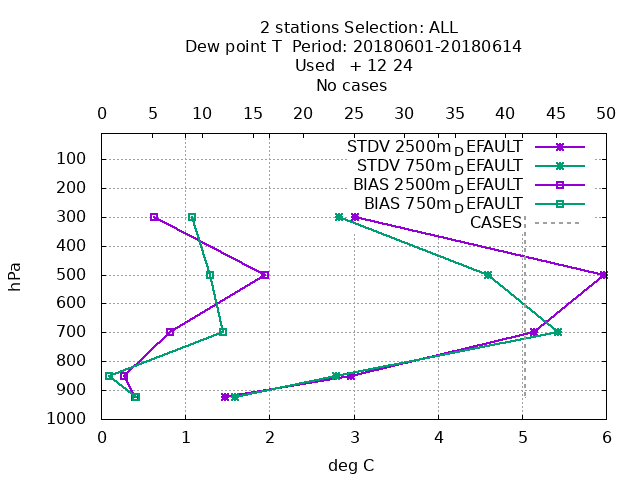 2 stations Selection: ALL
Dew point T  Period: 20180601-20180614
Used   + 12 24
No cases
0 5 10 15 20 25 30 35 40 45 50
STDV 2500m_DEFAULT
STDV 750m_DEFAULT
BIAS 2500m_DEFAULT
BIAS 750m_DEFAULT
CASES
100
200
300
400
500
600
700
800
900
1000
hPa
0 1 2 3 4 5 6
deg C